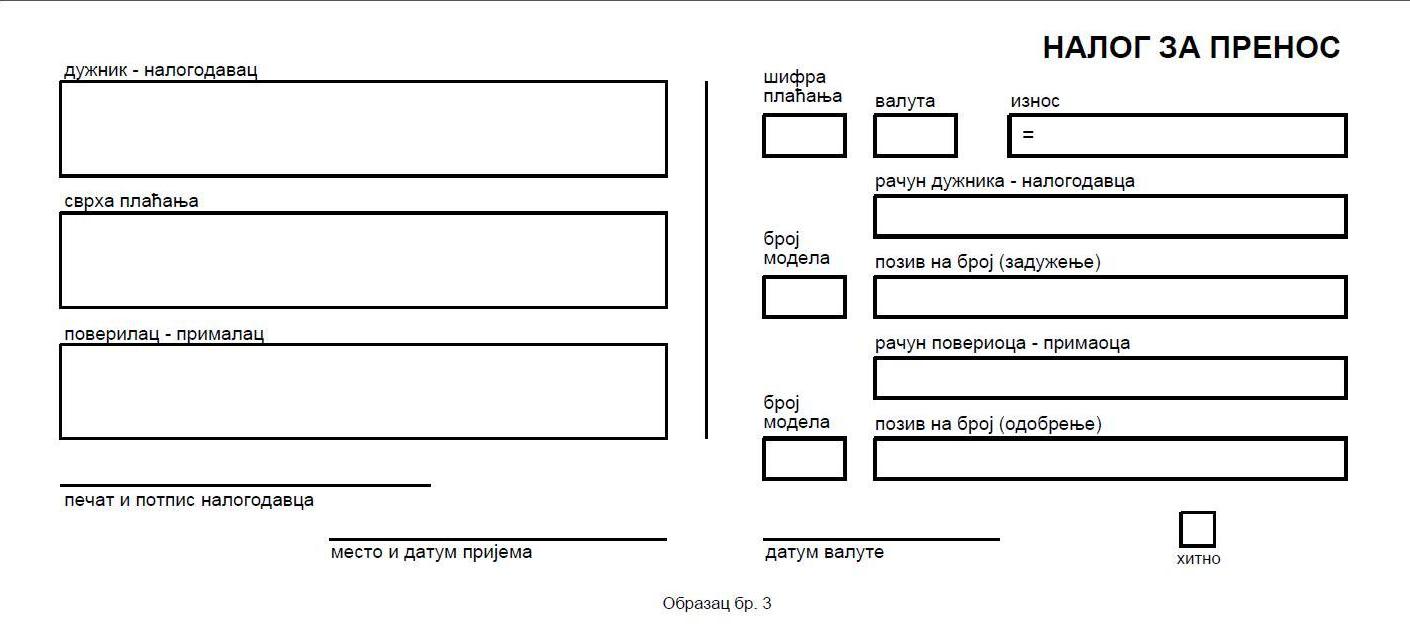 НАЛОГ ЗА ПРЕНОС
дужник - налогодавац
сврха плаћања
поверилац - прималац
печат и потпис налогодавца
место и датум пријема
шифра
плаћања
валута
износ
=
рачун дужника - налогодавца
број
модела
позив на број (задужење)
рачун повериоца - примаоца
број
модела
позив на број (одобрење)
датум валуте
хитно
Образац бр. 3